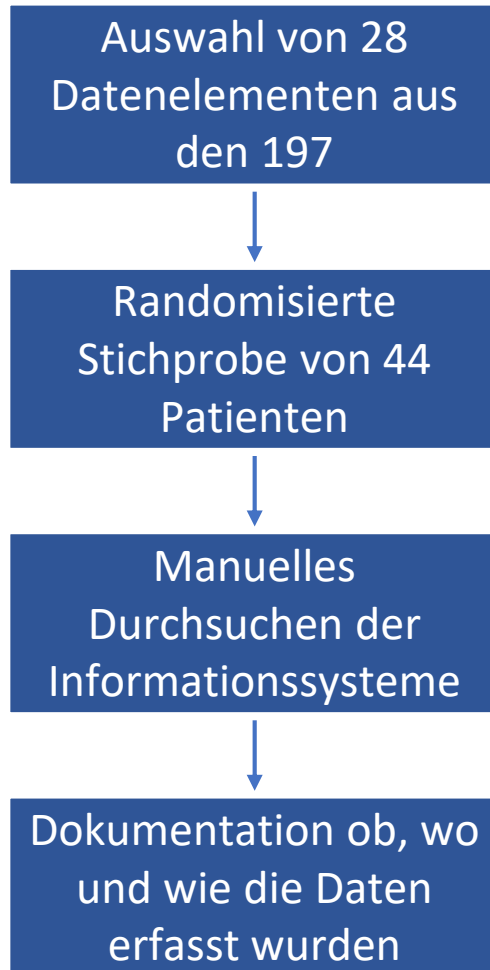 Auswahl von 28
Datenelementen aus
den 197
Randomisierte
Stichprobe von 44
Patienten
Manuelles
Durchsuchen der
Informationssysteme
Dokumentation ob, wo
und wie die Daten
erfasst wurden